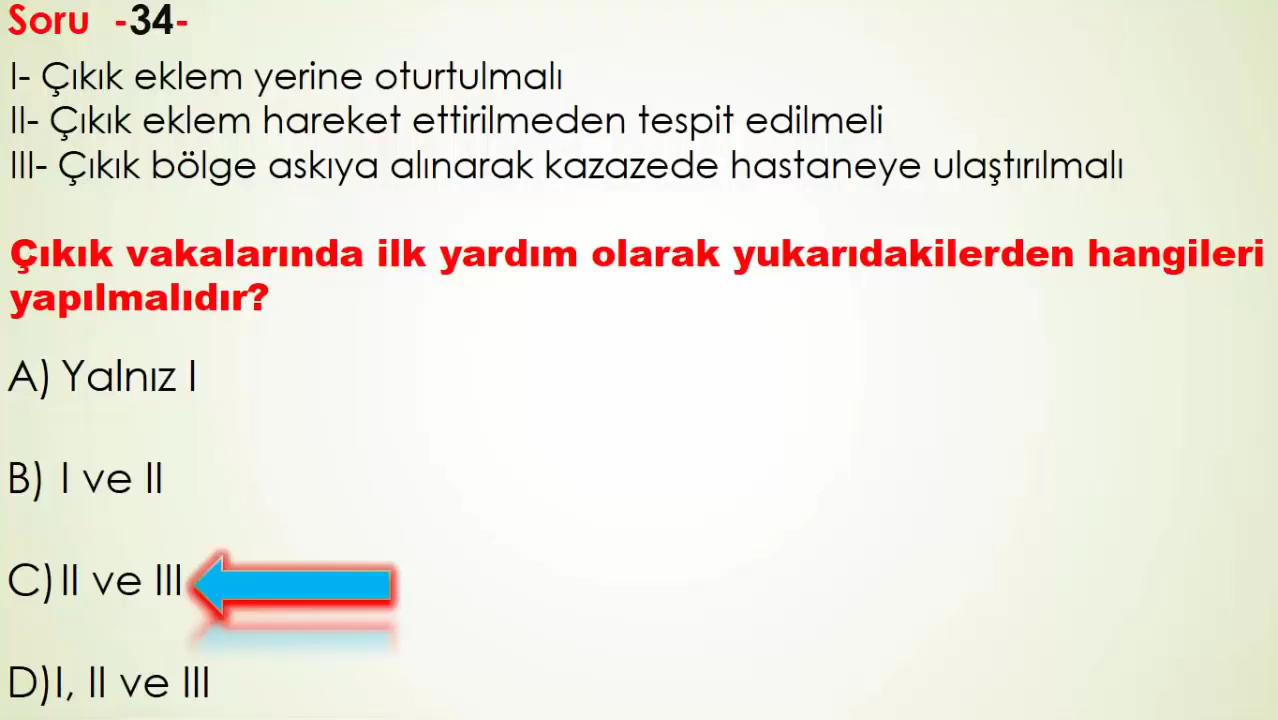 Soru -34-
I- Çıkık eklem yerine oturtulmalı
II- Çıkık eklem hareket ettirilmeden tespit edilmeli
III- Çıkık bölge askıya alınarak kazazede hastaneye ulaştırılmalı
Çıkık vakalarında ilk yardım olarak yukarıdakilerden hangileri
yapılmalıdır?
A) Yalnız I
B) I ve II
C) II ve III
D) I, II ve III